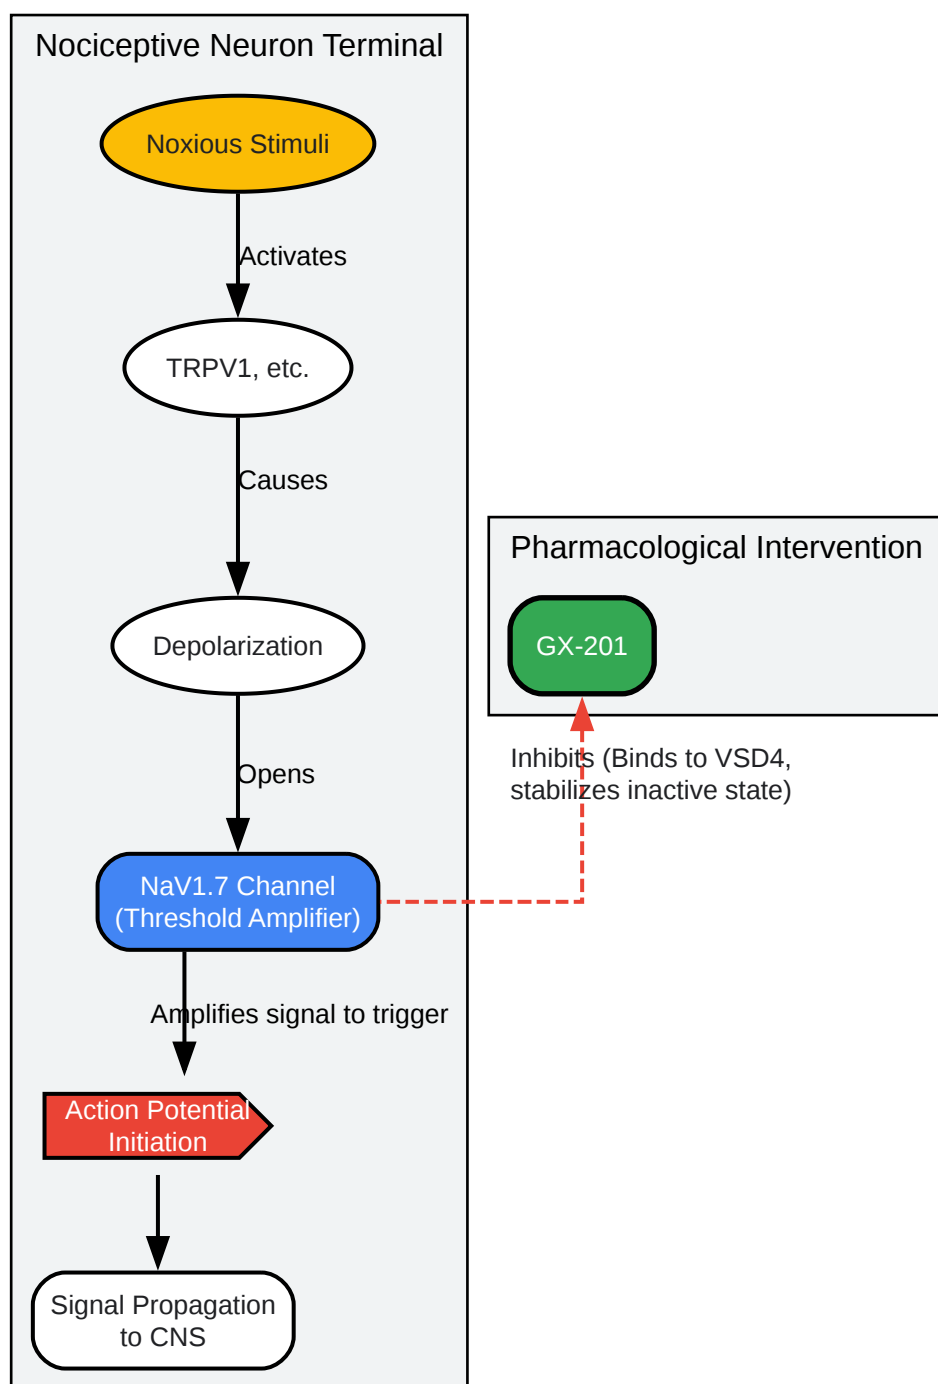 Nociceptive Neuron Terminal
Noxious Stimuli
Activates
TRPV1, etc.
Causes
Depolarization
Opens
NaV1.7 Channel
(Threshold Amplifier)
Amplifies signal to trigger
Action Potential
Initiation
Signal Propagation
to CNS
Pharmacological Intervention
GX-201
Inhibits (Binds to VSD4,
stabilizes inactive state)